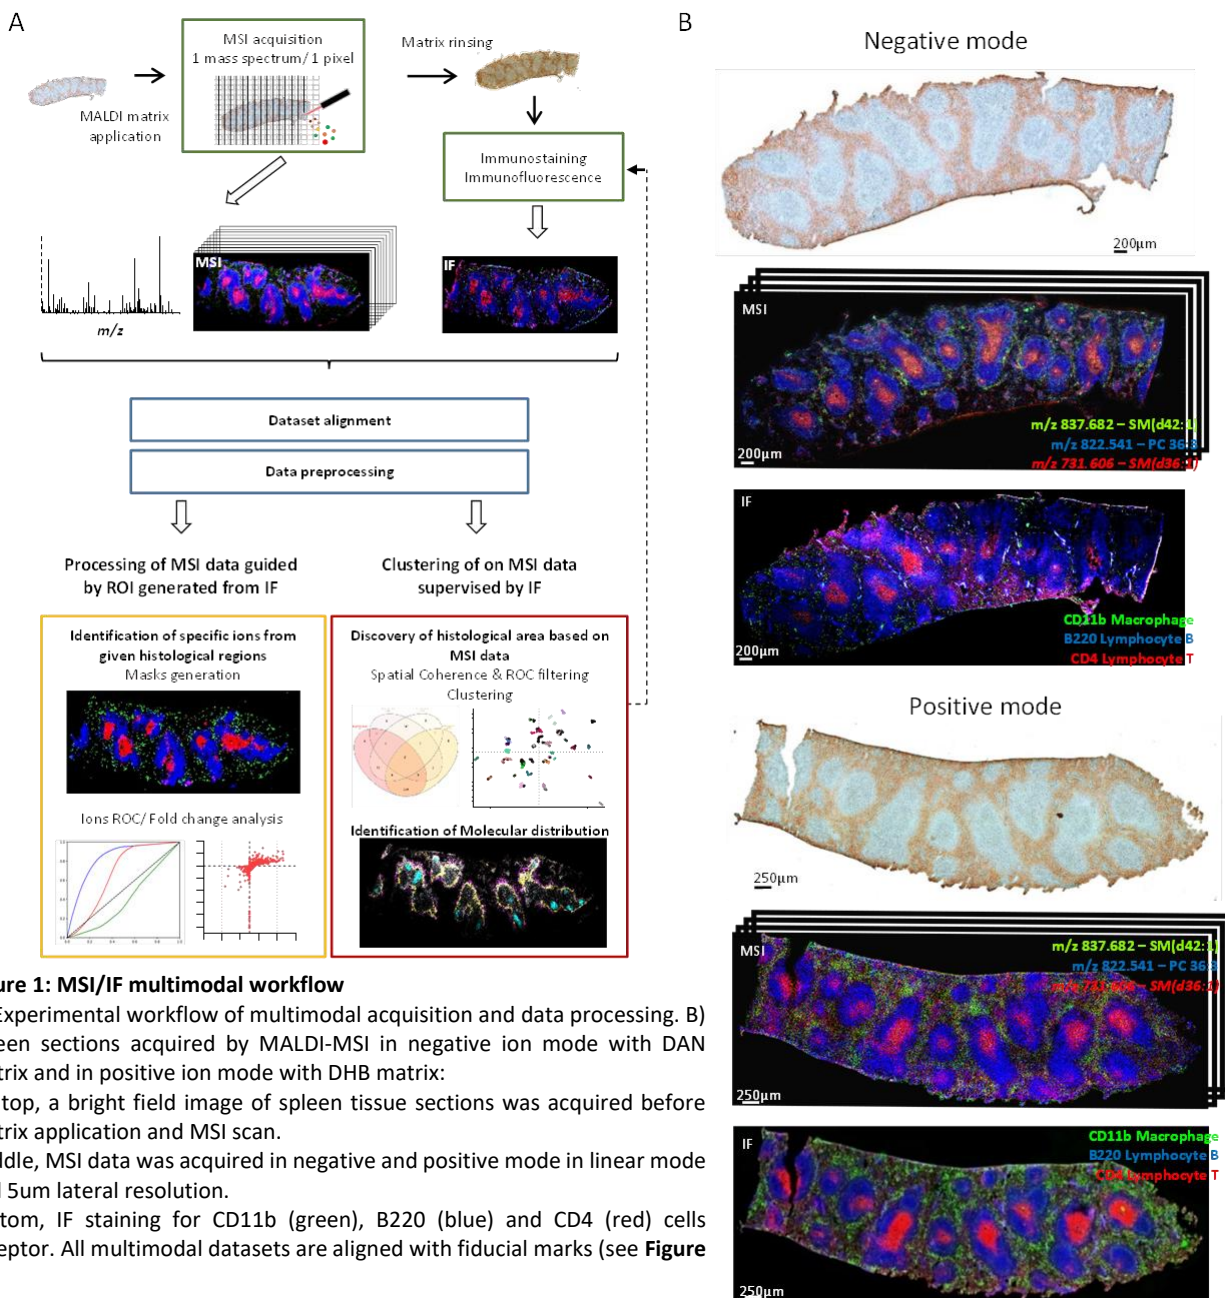 A
MSI acquisition
1 mass spectrum/ 1 pixel
Matrix rinsing
MALDI matrix
application
Immunostaining
Immunofluorescence
MSI
IF
m/z
Dataset alignment
Data preprocessing
Processing of MSI data guided
by ROI generated from IF
Clustering of on MSI data
supervised by IF
Identification of specific ions from
given histological regions
Masks generation
Ions ROC/ Fold change analysis
Discovery of histological area based on
MSI data
Spatial Coherence & ROC filtering
Clustering
Identification of Molecular distribution
B
Negative mode
200µm
MSI
m/z 837.682 – SM(d42:1)
m/z 822.541 – PC 36:3
m/z 731.606 – SM(d36:1)
200µm
IF
CD11b Macrophage
B220 Lymphocyte B
CD4 Lymphocyte T
200µm
Positive mode
250µm
MSI
m/z 837.682 – SM(d42:1)
m/z 822.541 – PC 36:3
m/z 731.606 – SM(d36:1)
250µm
IF
CD11b Macrophage
B220 Lymphocyte B
CD4 Lymphocyte T
250µm
ure 1: MSI/IF multimodal workflow
Experimental workflow of multimodal acquisition and data processing. B)
een sections acquired by MALDI-MSI in negative ion mode with DAN
trix and in positive ion mode with DHB matrix:
top, a bright field image of spleen tissue sections was acquired before
trix application and MSI scan.
ddle, MSI data was acquired in negative and positive mode in linear mode
5um lateral resolution.
tom, IF staining for CD11b (green), B220 (blue) and CD4 (red) cells
eptor. All multimodal datasets are aligned with fiducial marks (see Figure